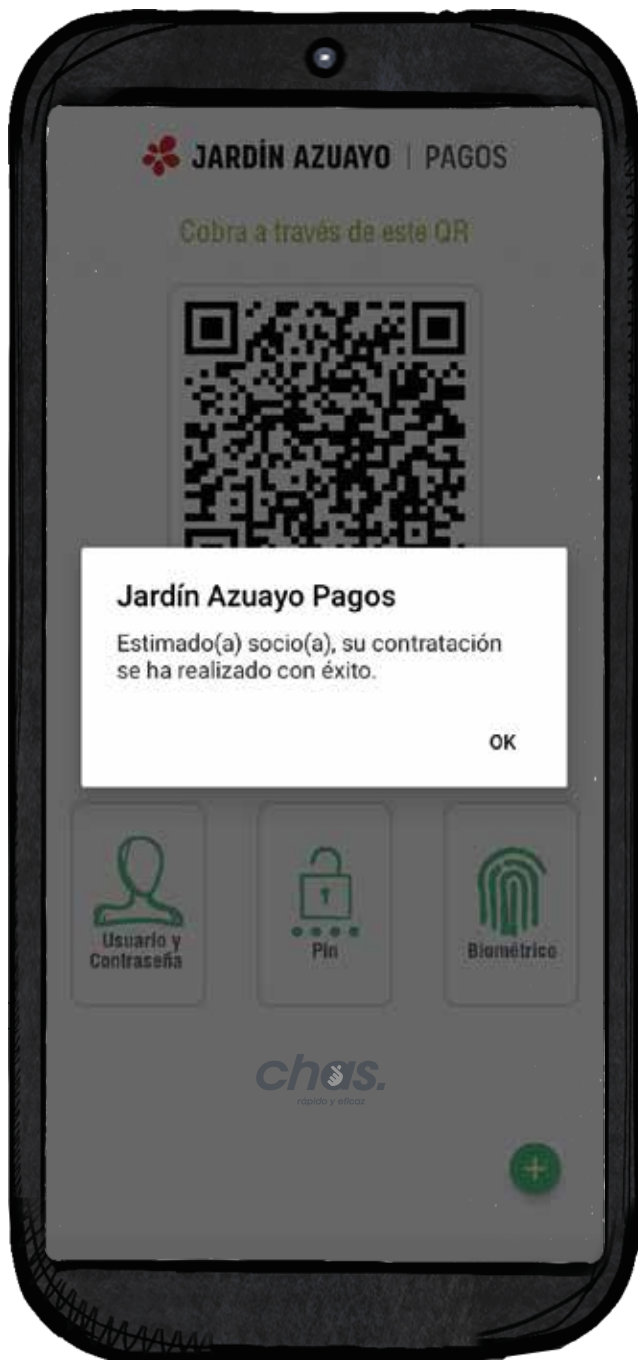 JARDÍN AZUAYO | PAGOS
Cobra a través de este QR
Jardín Azuayo Pagos
Estimado(a) socio(a), su contratación
se ha realizado con éxito.
OK
Usuario y
Contraseña
Pin
Biométrico
chas.
rápido y eficaz